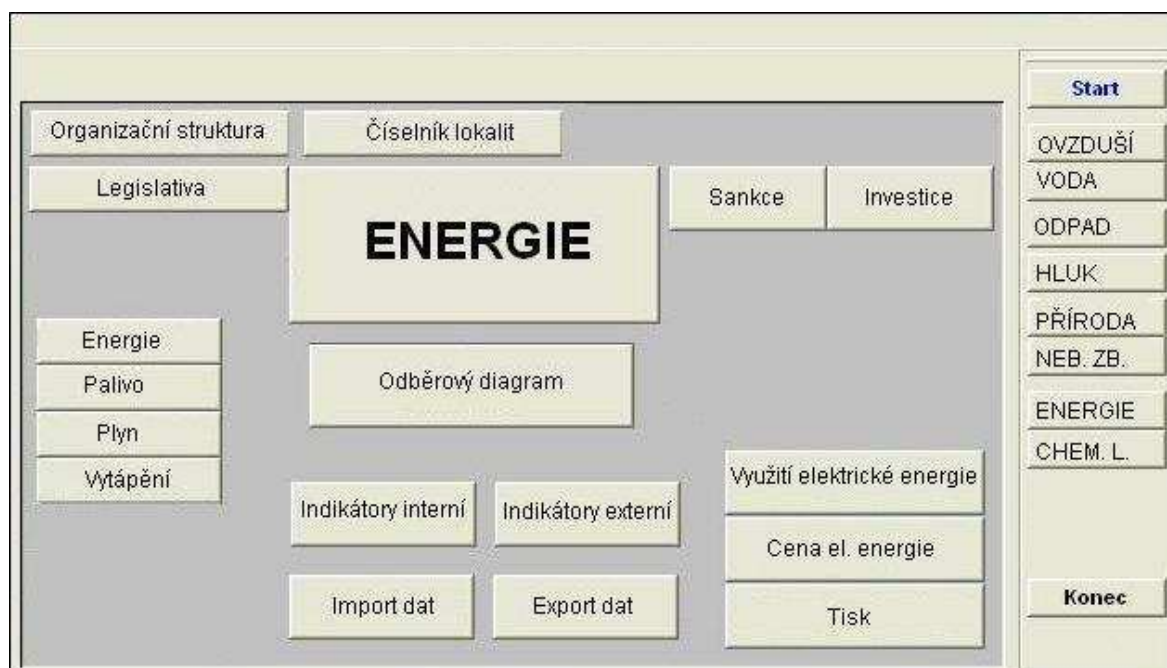 Organizační struktura
Číselník lokalit
Legislativa
ENERGIE
Sankce
Investice
Energie
Palivo
Plyn
Vytápění
Odběrový diagram
Indikátory interní
Indikátory externí
Import dat
Export dat
Využití elektrické energie
Cena el. energie
Tisk
Start
OVZDUŠÍ
VODA
ODPAD
HLUK
PŘÍRODA
NEB. ZB.
ENERGIE
CHEM. L.
Konec